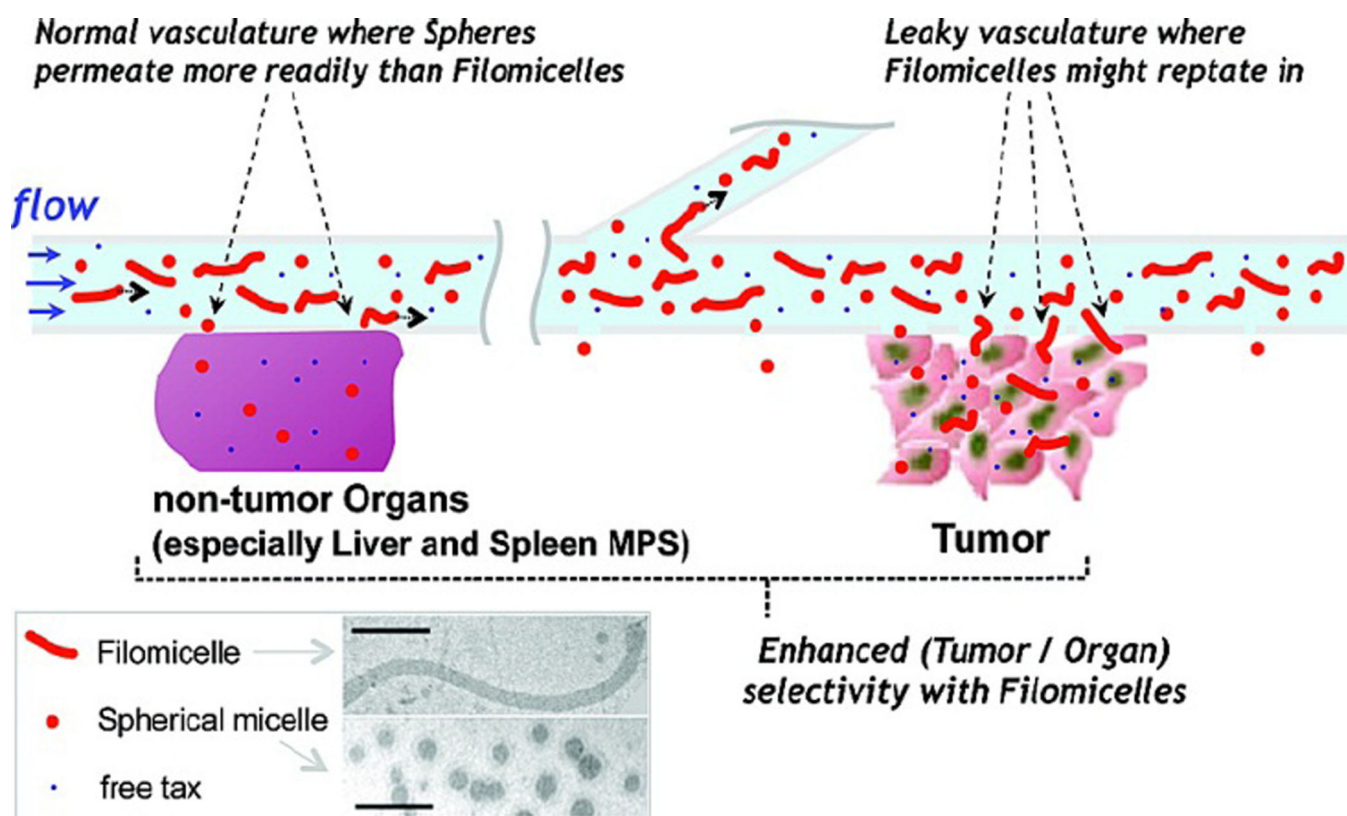 Normal vasculature where Spheres
permeate more readily than Filomicelles
Leaky vasculature where
Filomicelles might reptate in
flow
non-tumor Organs
(especially Liver and Spleen MPS)
Tumor
Enhanced (Tumor / Organ)
selectivity with Filomicelles
Filomicelle
Spherical micelle
free tax